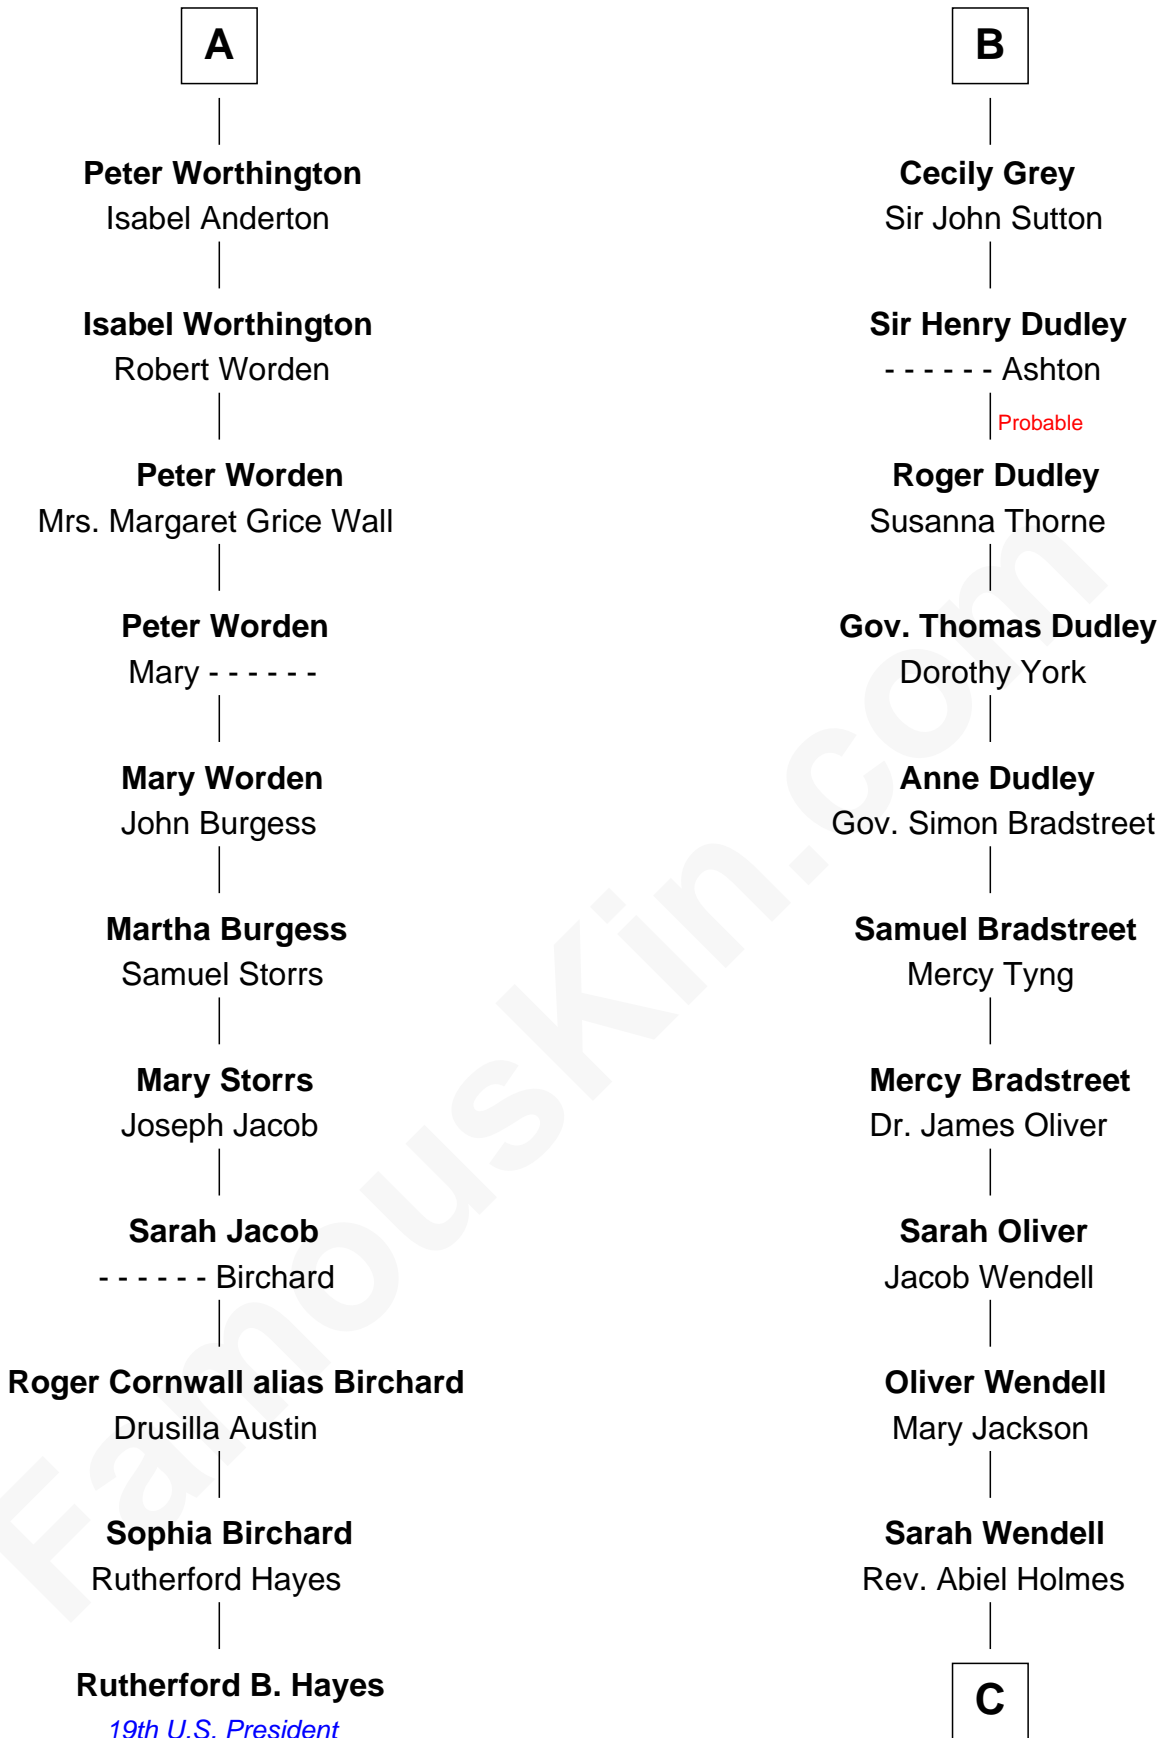 A
Peter Worthington
Isabel Anderton
Isabel Worthington
Robert Worden
Peter Worden
Mrs. Margaret Grice Wall
Peter Worden
Mary - - - - - -
Mary Worden
John Burgess
Martha Burgess
Samuel Storrs
Mary Storrs
Joseph Jacob
Sarah Jacob
- - - - - - Birchard
Roger Cornwall alias Birchard
Drusilla Austin
Sophia Birchard
Rutherford Hayes
Rutherford B. Hayes
19th U.S. President
B
Cecily Grey
Sir John Sutton
Sir Henry Dudley
- - - - - - Ashton
Probable
Roger Dudley
Susanna Thorne
Gov. Thomas Dudley
Dorothy York
Anne Dudley
Gov. Simon Bradstreet
Samuel Bradstreet
Mercy Tyng
Mercy Bradstreet
Dr. James Oliver
Sarah Oliver
Jacob Wendell
Oliver Wendell
Mary Jackson
Sarah Wendell
Rev. Abiel Holmes
C
FamousKin.com